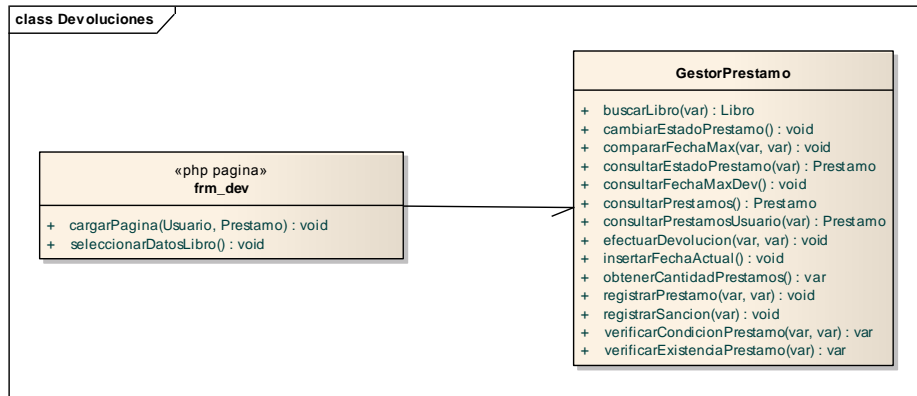 class Devoluciones
«php pagina»
frm_dev
+ cargarPagina(Usuario, Prestamo) : void
+ seleccionarDatosLibro() : void
GestorPrestamo
+ buscarLibro(var) : Libro
+ cambiarEstadoPrestamo() : void
+ compararFechaMax(var, var) : void
+ consultarEstadoPrestamo(var) : Prestamo
+ consultarFechaMaxDev() : void
+ consultarPrestamos() : Prestamo
+ consultarPrestamosUsuario(var) : Prestamo
+ efectuarDevolucion(var, var) : void
+ insertarFechaActual() : void
+ obtenerCantidadPrestamos() : var
+ registrarPrestamo(var, var) : void
+ registrarSancion(var) : void
+ verificarCondicionPrestamo(var, var) : var
+ verificarExistenciaPrestamo(var) : var